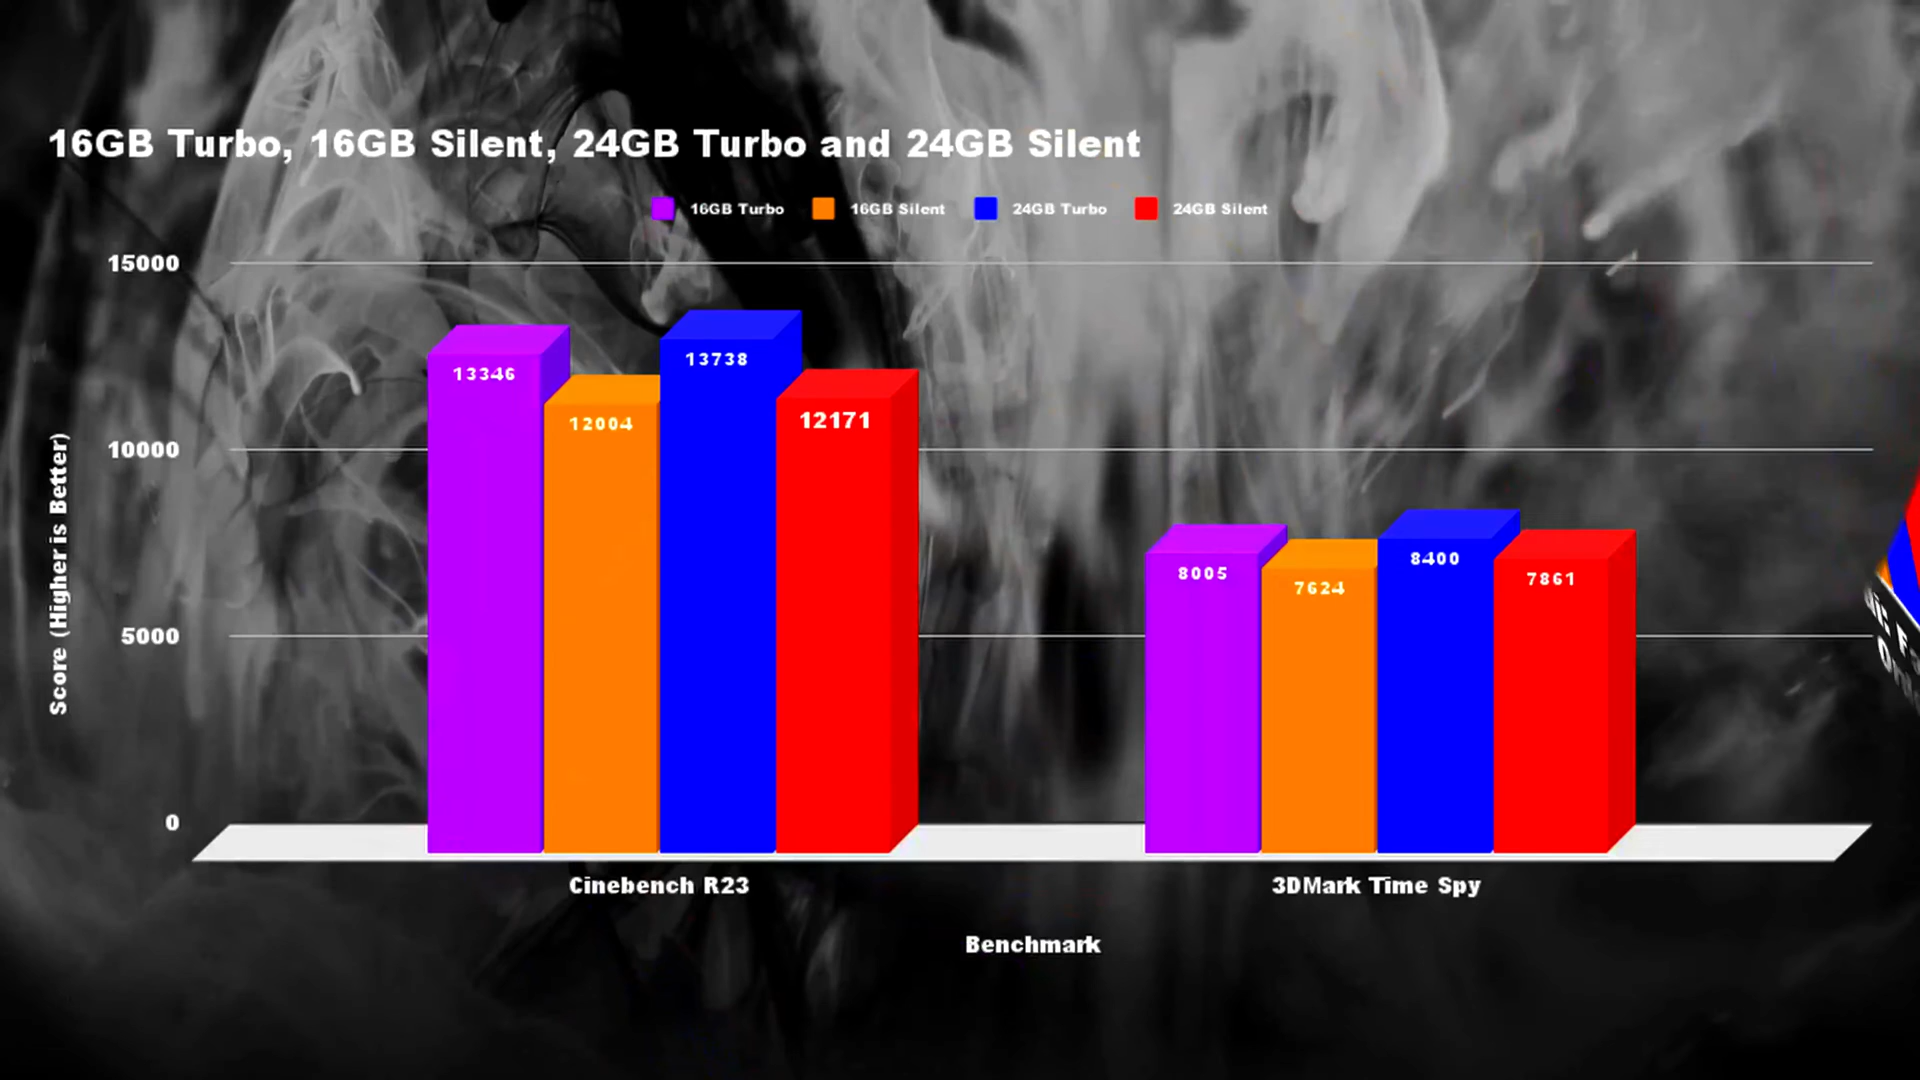 16GB Turbo, 16GB Silent, 24GB Turbo and 24GB Silent
16GB Turbo 16GB Silent 24GB Turbo 24GB Silent
15000
10000
5000
0
Score (Higher is Better)
13346
12004
13738
12171
8005
7624
8400
7861
Cinebench R23
3DMark Time Spy
Benchmark